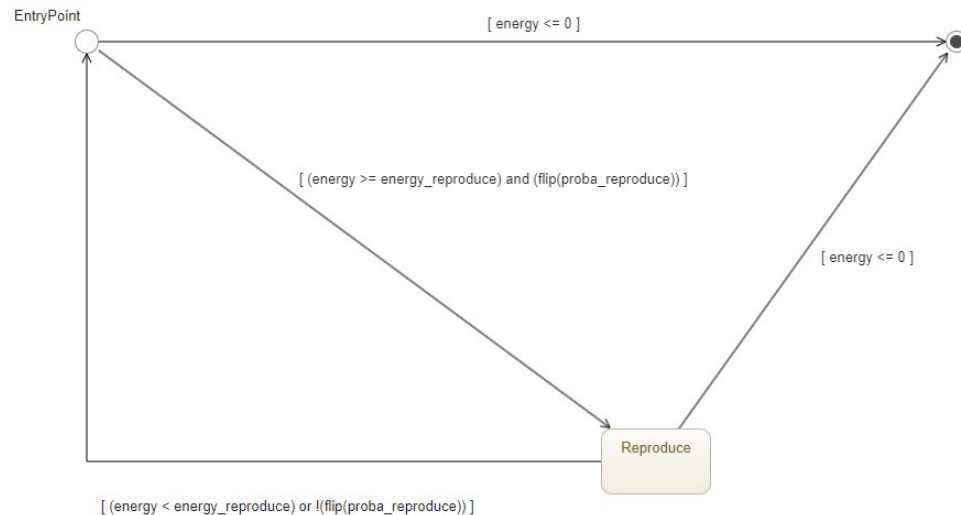 EntryPoint
[ energy <= 0 ]
[ (energy >= energy_reproduce) and (flip(proba_reproduce)) ]
[ energy <= 0 ]
Reproduce
[ (energy < energy_reproduce) or !(flip(proba_reproduce)) ]